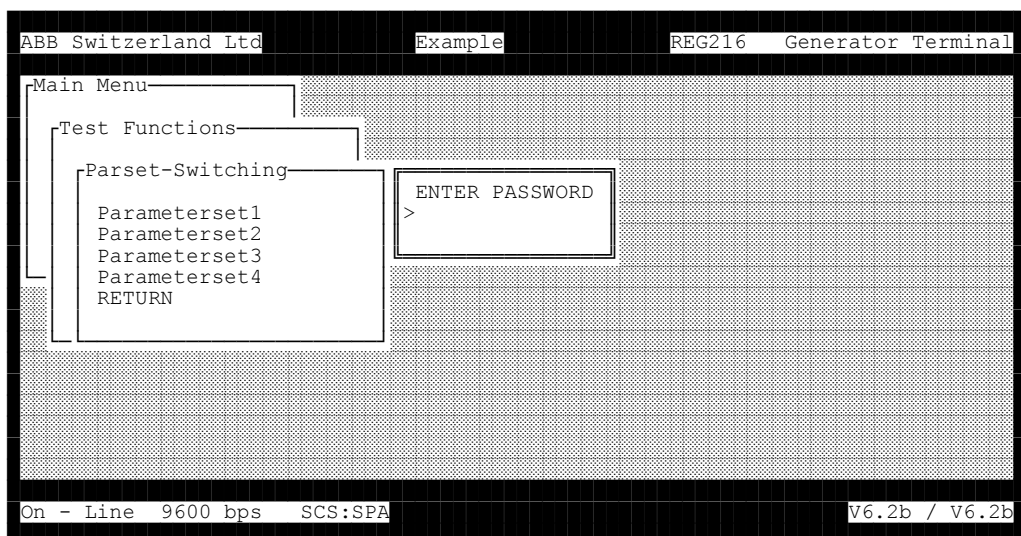 ABB Switzerland Ltd Example REG216 Generator Terminal
Main Menu
Test Functions
Parset-Switching
ENTER PASSWORD
>
Parameterset1
Parameterset2
Parameterset3
Parameterset4
RETURN
On - Line 9600 bps SCS:SPA V6.2b / V6.2b